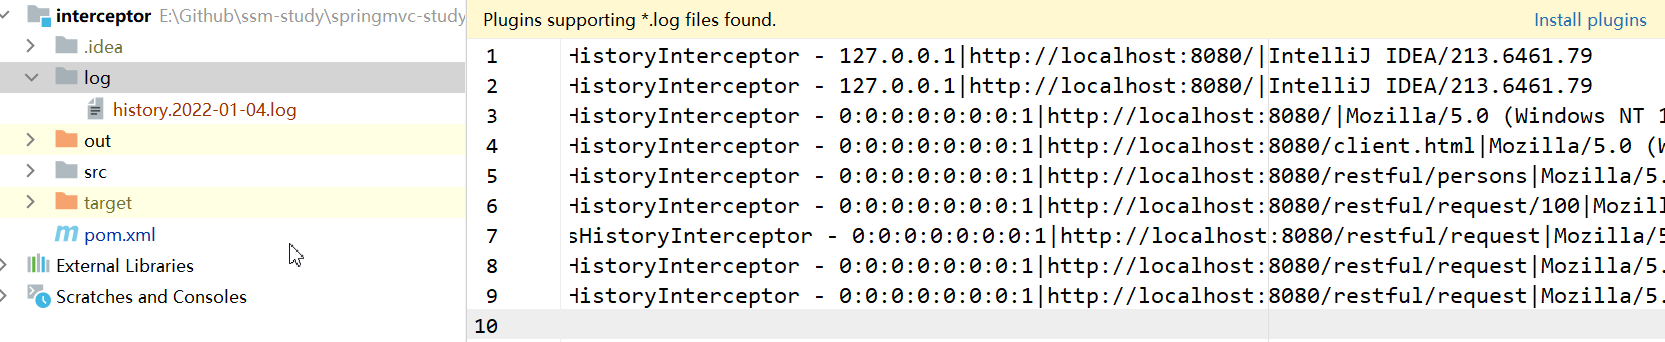 interceptor E:\Github\ssm-study\springmvc-study
.idea
log
history.2022-01-04.log
out
src
target
pom.xml
External Libraries
Scratches and Consoles
Plugins supporting *.log files found. Install plugins
1 HistoryInterceptor - 127.0.0.1|http://localhost:8080/|IntelliJ IDEA/213.6461.79
2 HistoryInterceptor - 127.0.0.1|http://localhost:8080/|IntelliJ IDEA/213.6461.79
3 HistoryInterceptor - 0:0:0:0:0:0:0:1|http://localhost:8080/|Mozilla/5.0 (Windows NT 1
4 HistoryInterceptor - 0:0:0:0:0:0:0:1|http://localhost:8080/client.html|Mozilla/5.0 (W
5 HistoryInterceptor - 0:0:0:0:0:0:0:1|http://localhost:8080/restful/persons|Mozilla/5.
6 HistoryInterceptor - 0:0:0:0:0:0:0:1|http://localhost:8080/restful/request/100|Mozill
7 sHistoryInterceptor - 0:0:0:0:0:0:0:1|http://localhost:8080/restful/request|Mozilla/5
8 HistoryInterceptor - 0:0:0:0:0:0:0:1|http://localhost:8080/restful/request|Mozilla/5.
9 HistoryInterceptor - 0:0:0:0:0:0:0:1|http://localhost:8080/restful/request|Mozilla/5.
10